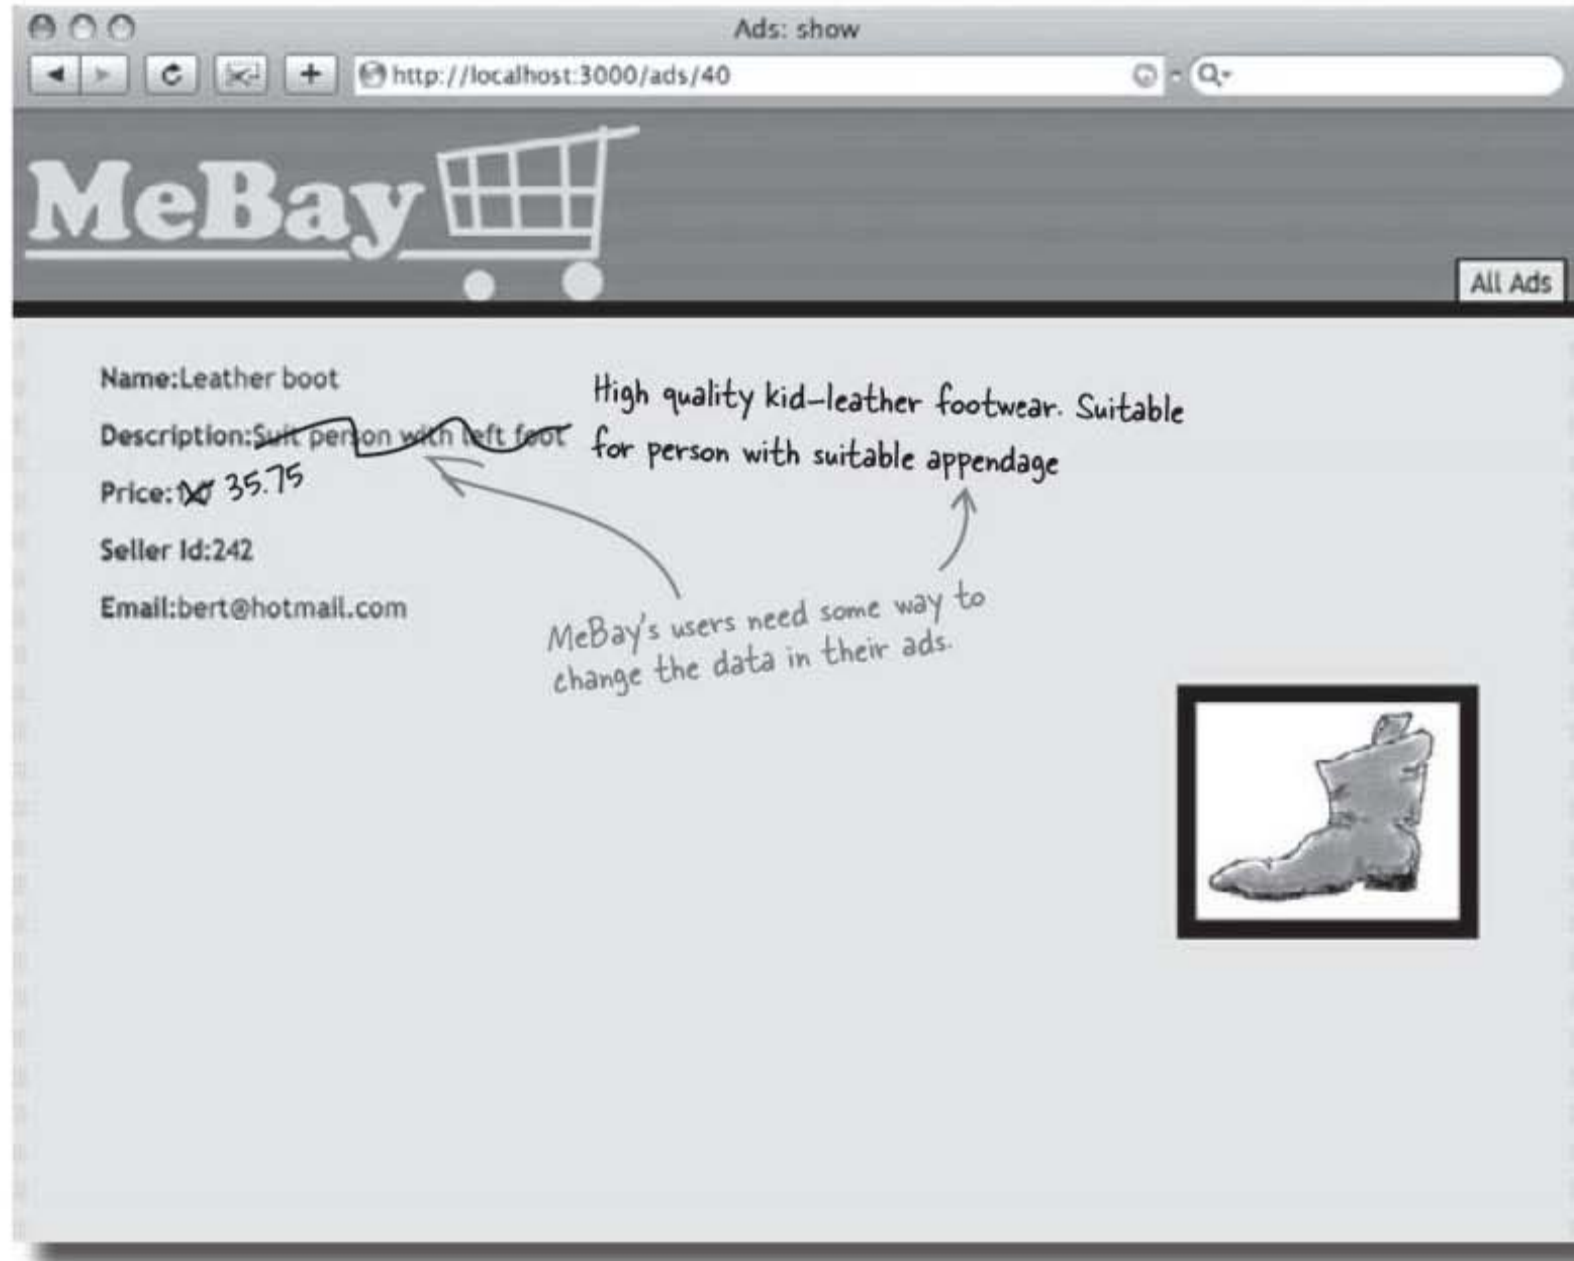 Ads: show
http://localhost:3000/ads/40
MeBay
All Ads
Name:Leather boot
High quality kid-leather footwear. Suitable
Description:Suit person with left foot
for person with suitable appendage
Price: 35.75
Seller Id:242
Email:bert@hotmail.com
MeBay's users need some way to
change the data in their ads.